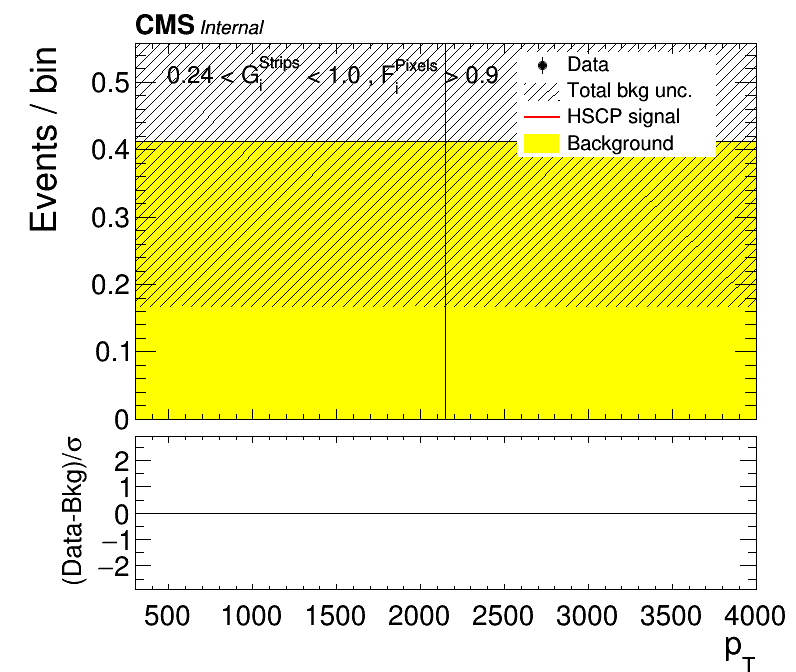 CMS Internal
Events / bin
0.24 < G_i^Strips < 1.0 , F_i^Pixels > 0.9
Data
Total bkg unc.
HSCP signal
Background
0.5
0.4
0.3
0.2
0.1
0
(Data-Bkg)/σ
2
1
0
−1
−2
500 1000 1500 2000 2500 3000 3500 4000
p_T